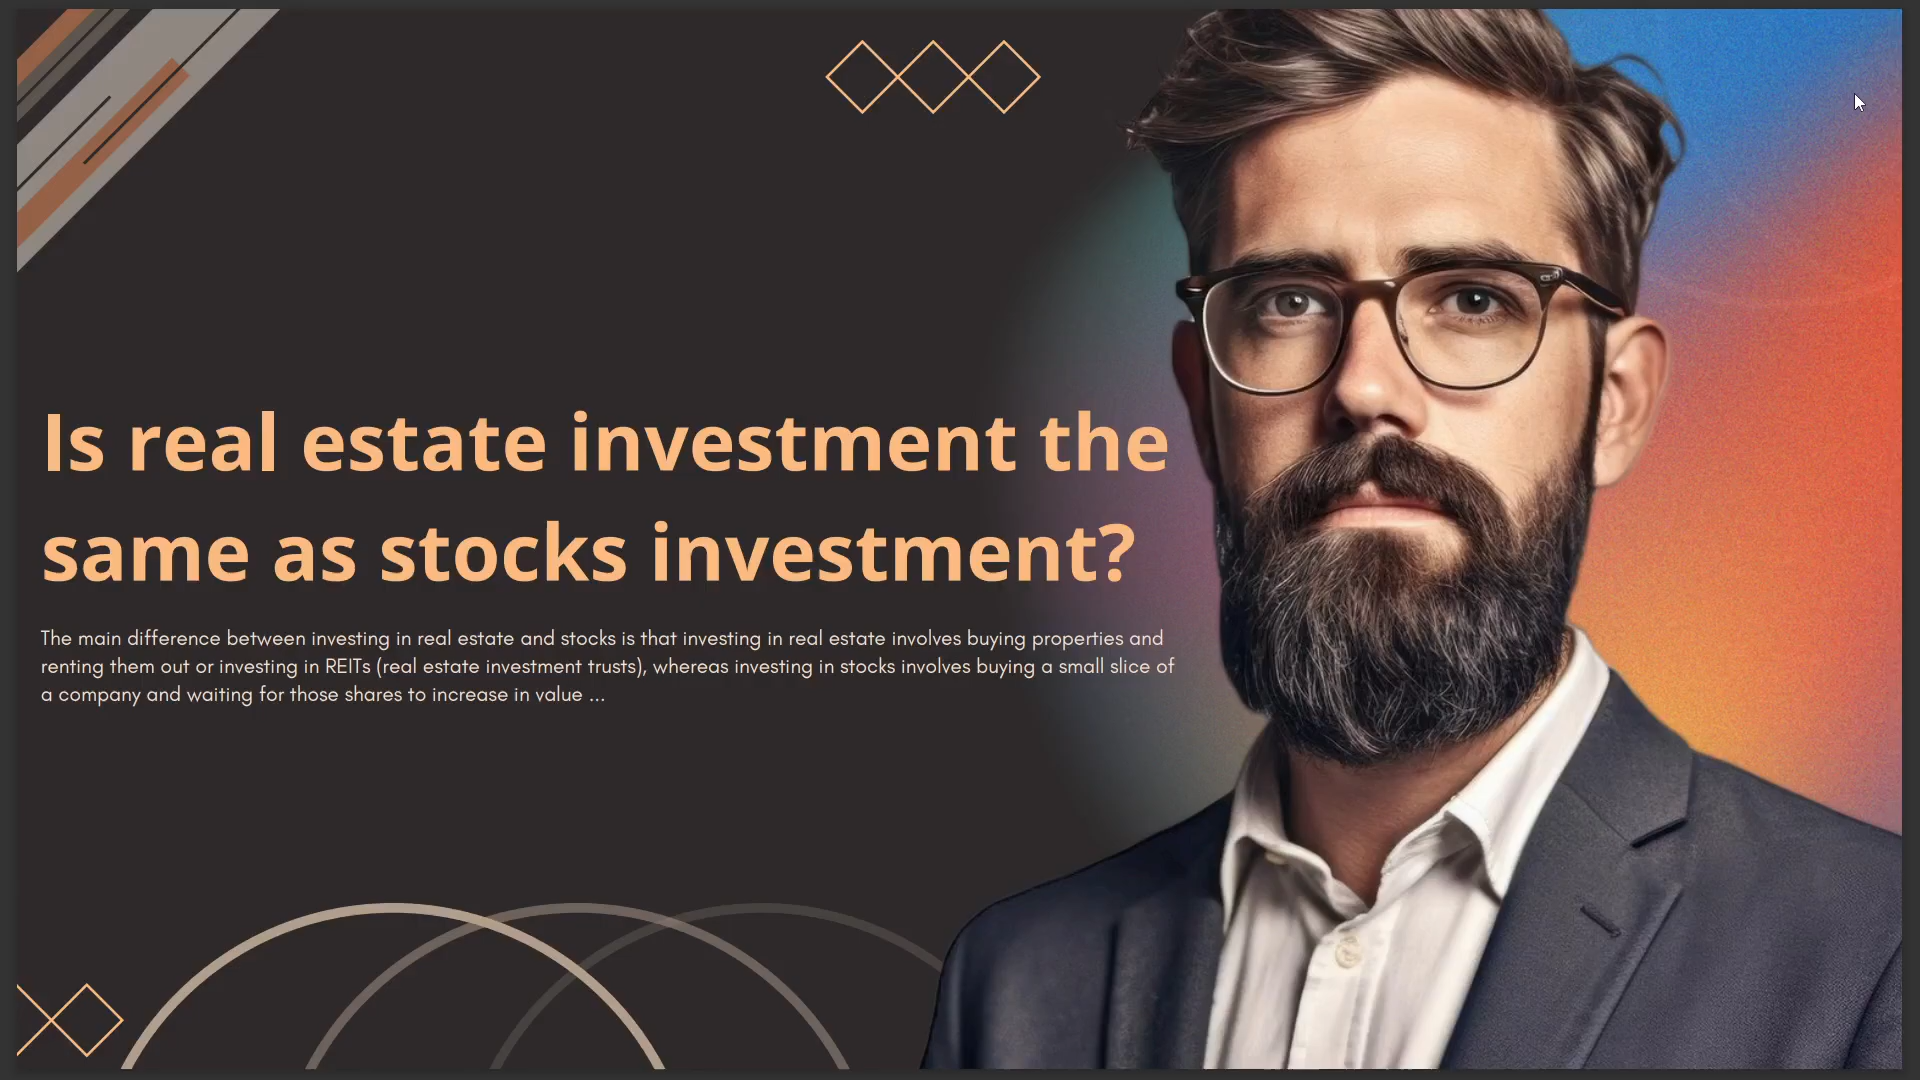 Is real estate investment the
same as stocks investment?
The main difference between investing in real estate and stocks is that investing in real estate involves buying properties and
renting them out or investing in REITs (real estate investment trusts), whereas investing in stocks involves buying a small slice of
a company and waiting for those shares to increase in value ...